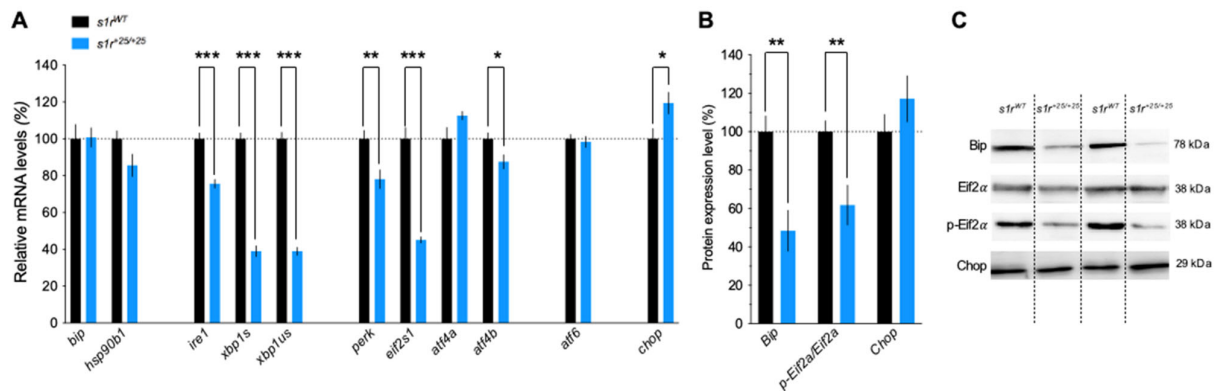 A
s1r^WT
s1r^+25/+25
*** *** *** ** *** * *
Relative mRNA levels (%)
140
120
100
80
60
40
20
0
bip
hsp90b1
ire1
xbp1s
xbp1us
perk
eif2s1
atf4a
atf4b
atf6
chop
B
** **
Protein expression level (%)
140
120
100
80
60
40
20
0
Bip
p-Eif2a/Eif2a
Chop
C
s1r^WT s1r^+25/+25 s1r^WT s1r^+25/+25
Bip 78 kDa
Eif2α 38 kDa
p-Eif2α 38 kDa
Chop 29 kDa